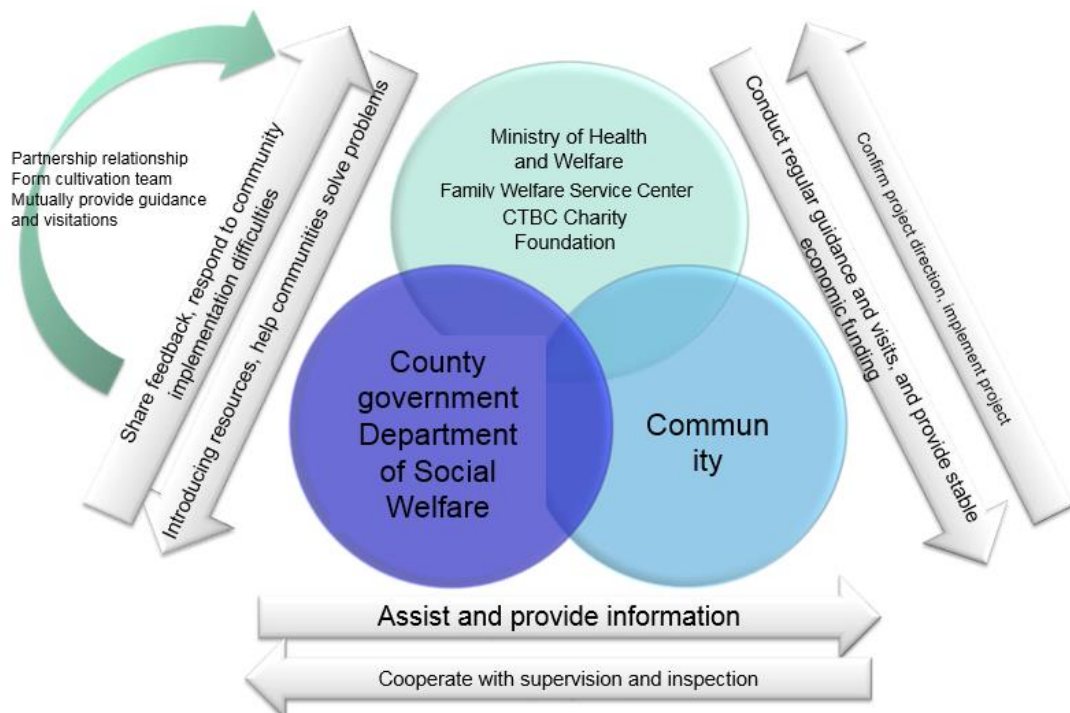 Partnership relationship
Form cultivation team
Mutually provide guidance
and visitations
Share feedback, respond to community
implementation difficulties
Introducing resources, help communities solve problems
Ministry of Health
and Welfare
Family Welfare Service Center
CTBC Charity
Foundation
County
government
Department
of Social
Welfare
Commun
ity
Conduct regular guidance and visits, and provide stable
economic funding
Confirm project direction, implement project
Assist and provide information
Cooperate with supervision and inspection